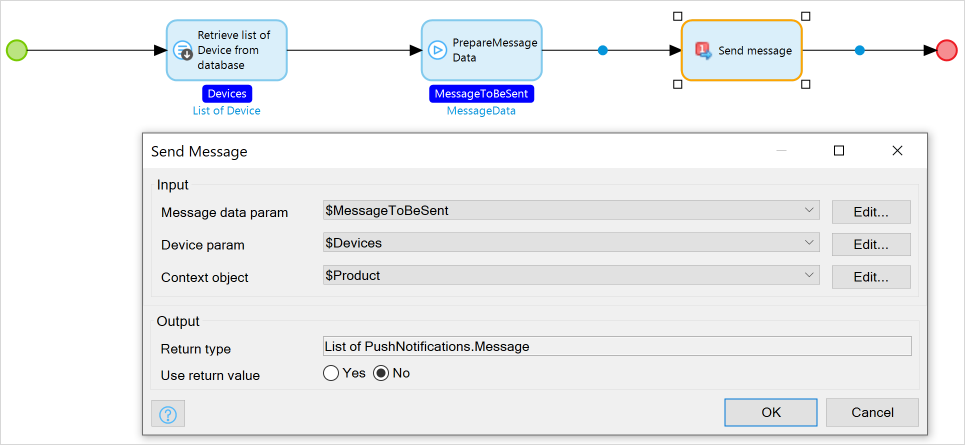 Retrieve list of
Device from
database
Devices
List of Device
PrepareMessage
Data
MessageToBeSent
MessageData
1
Send message
Send Message
Input
Message data param
$MessageToBeSent
Edit...
Device param
$Devices
Edit...
Context object
$Product
Edit...
Output
Return type
List of PushNotifications.Message
Use return value
Yes
No
?
OK
Cancel